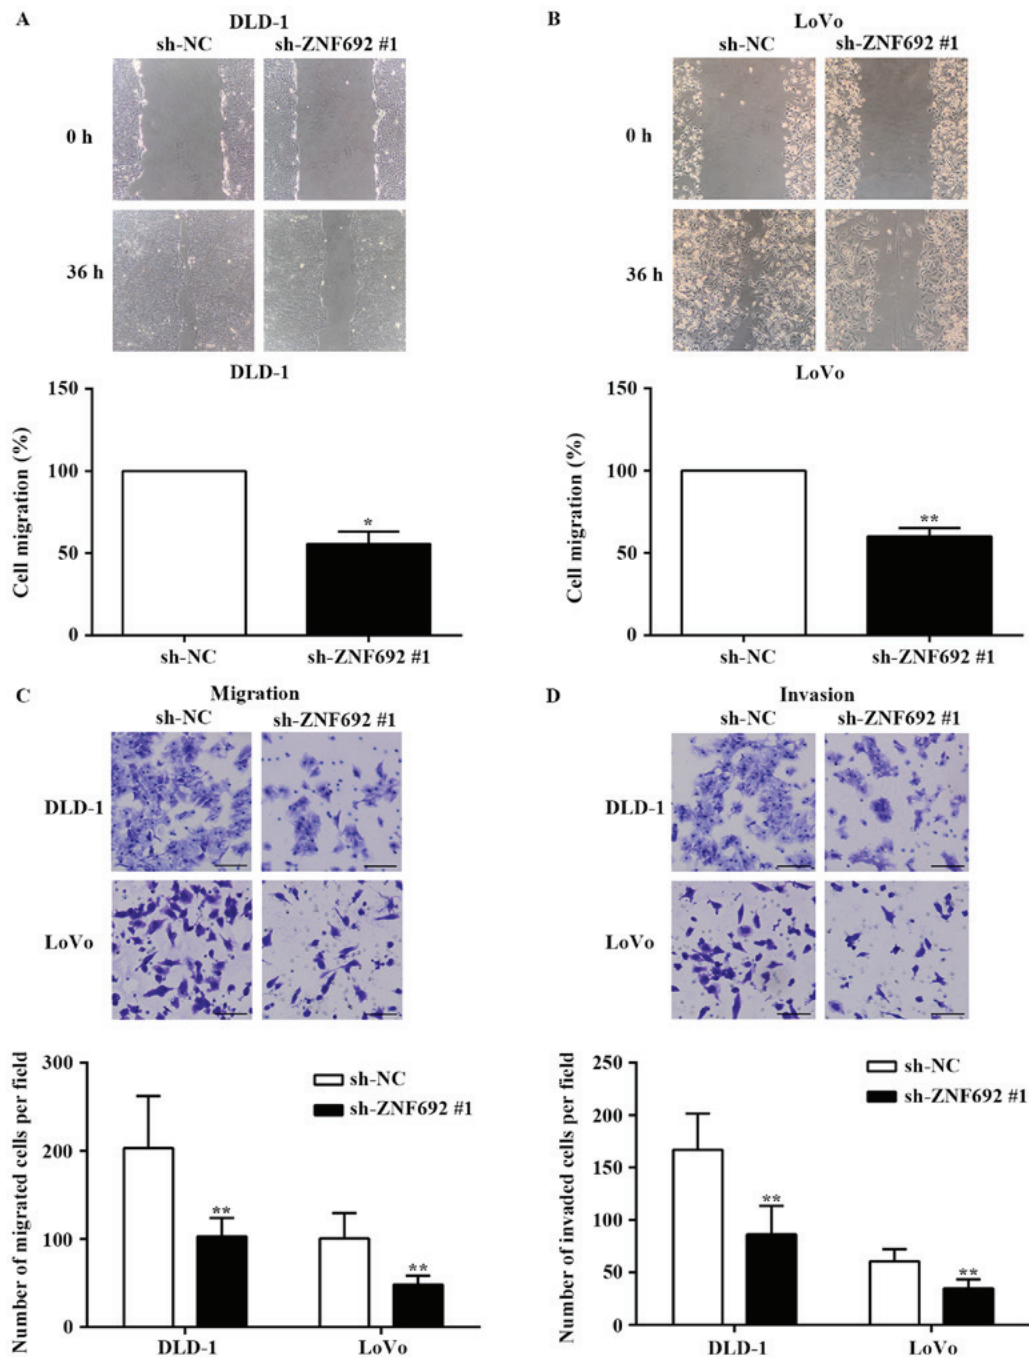 A
DLD-1
sh-NC sh-ZNF692 #1
0 h
36 h
DLD-1
Cell migration (%)
150
100
50
0
*
sh-NC sh-ZNF692 #1
B
LoVo
sh-NC sh-ZNF692 #1
0 h
36 h
LoVo
Cell migration (%)
150
100
50
0
**
sh-NC sh-ZNF692 #1
C
Migration
sh-NC sh-ZNF692 #1
DLD-1
LoVo
Number of migrated cells per field
300
200
100
0
sh-NC
sh-ZNF692 #1
**
**
DLD-1 LoVo
D
Invasion
sh-NC sh-ZNF692 #1
DLD-1
LoVo
Number of invaded cells per field
250
200
150
100
50
0
sh-NC
sh-ZNF692 #1
**
**
DLD-1 LoVo